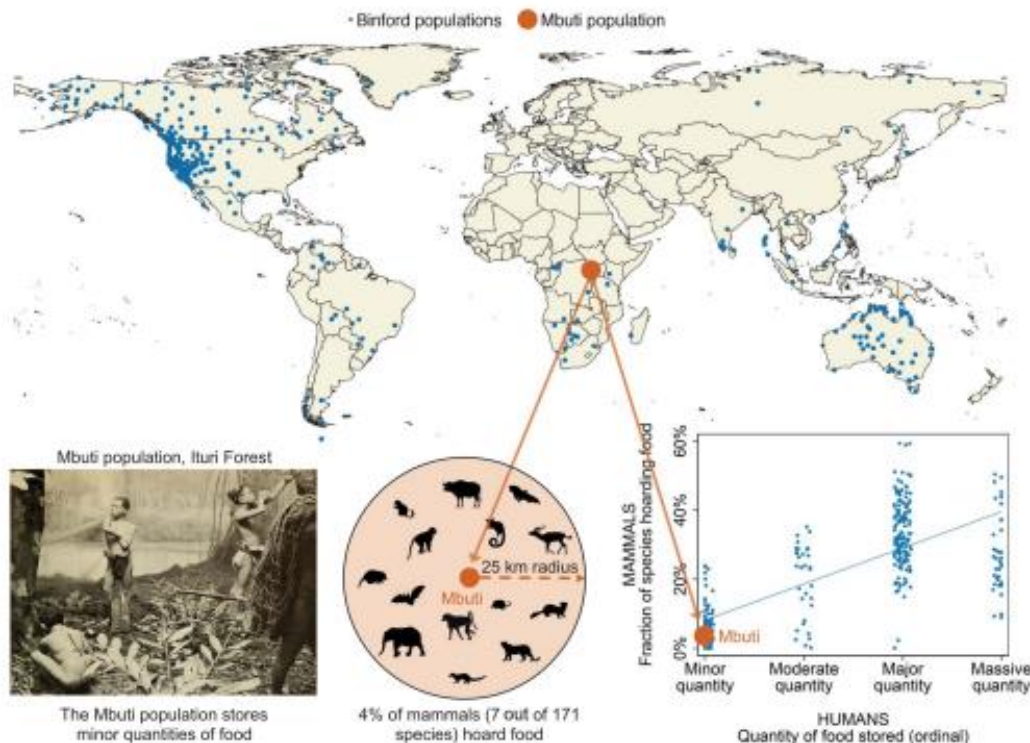 Binford populations
Mbuti population
Mbuti population, Ituri Forest
The Mbuti population stores
minor quantities of food
25 km radius
Mbuti
4% of mammals (7 out of 171
species) hoard food
MAMMALS
Fraction of species hoarding food
60%
40%
20%
0%
Mbuti
Minor
quantity
Moderate
quantity
Major
quantity
Massive
quantity
HUMANS
Quantity of food stored (ordinal)